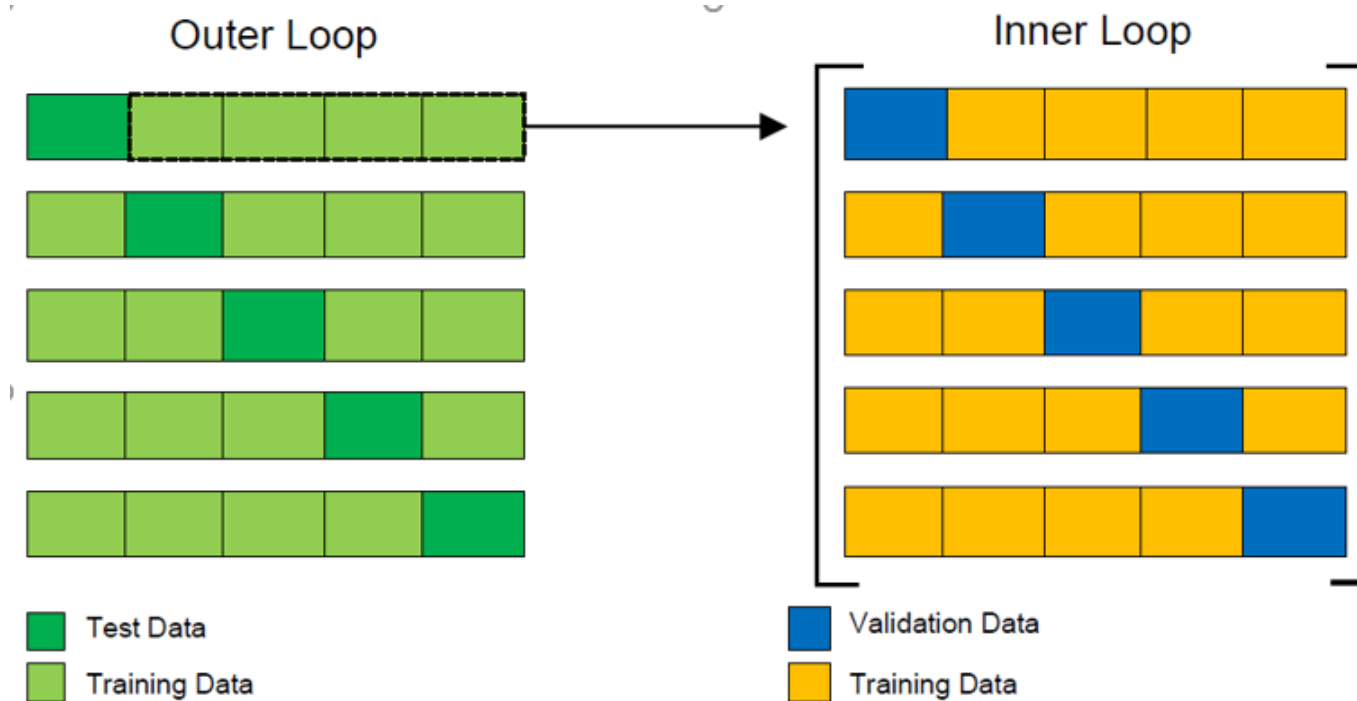 Outer Loop
Inner Loop
Test Data
Training Data
Validation Data
Training Data